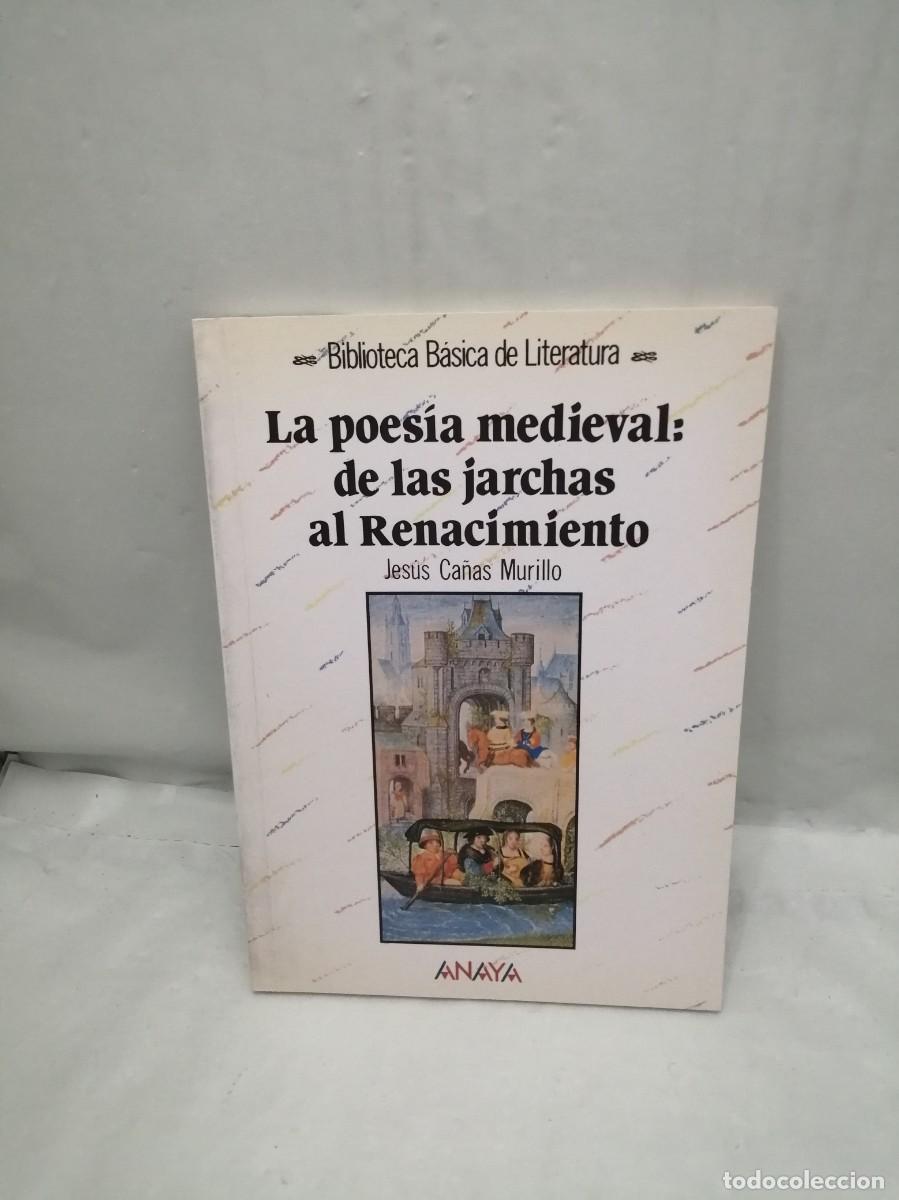 Biblioteca Básica de Literatura
La poesía medieval:
de las jarchas
al Renacimiento
Jesús Cañas Murillo
ANAYA
todocoleccion